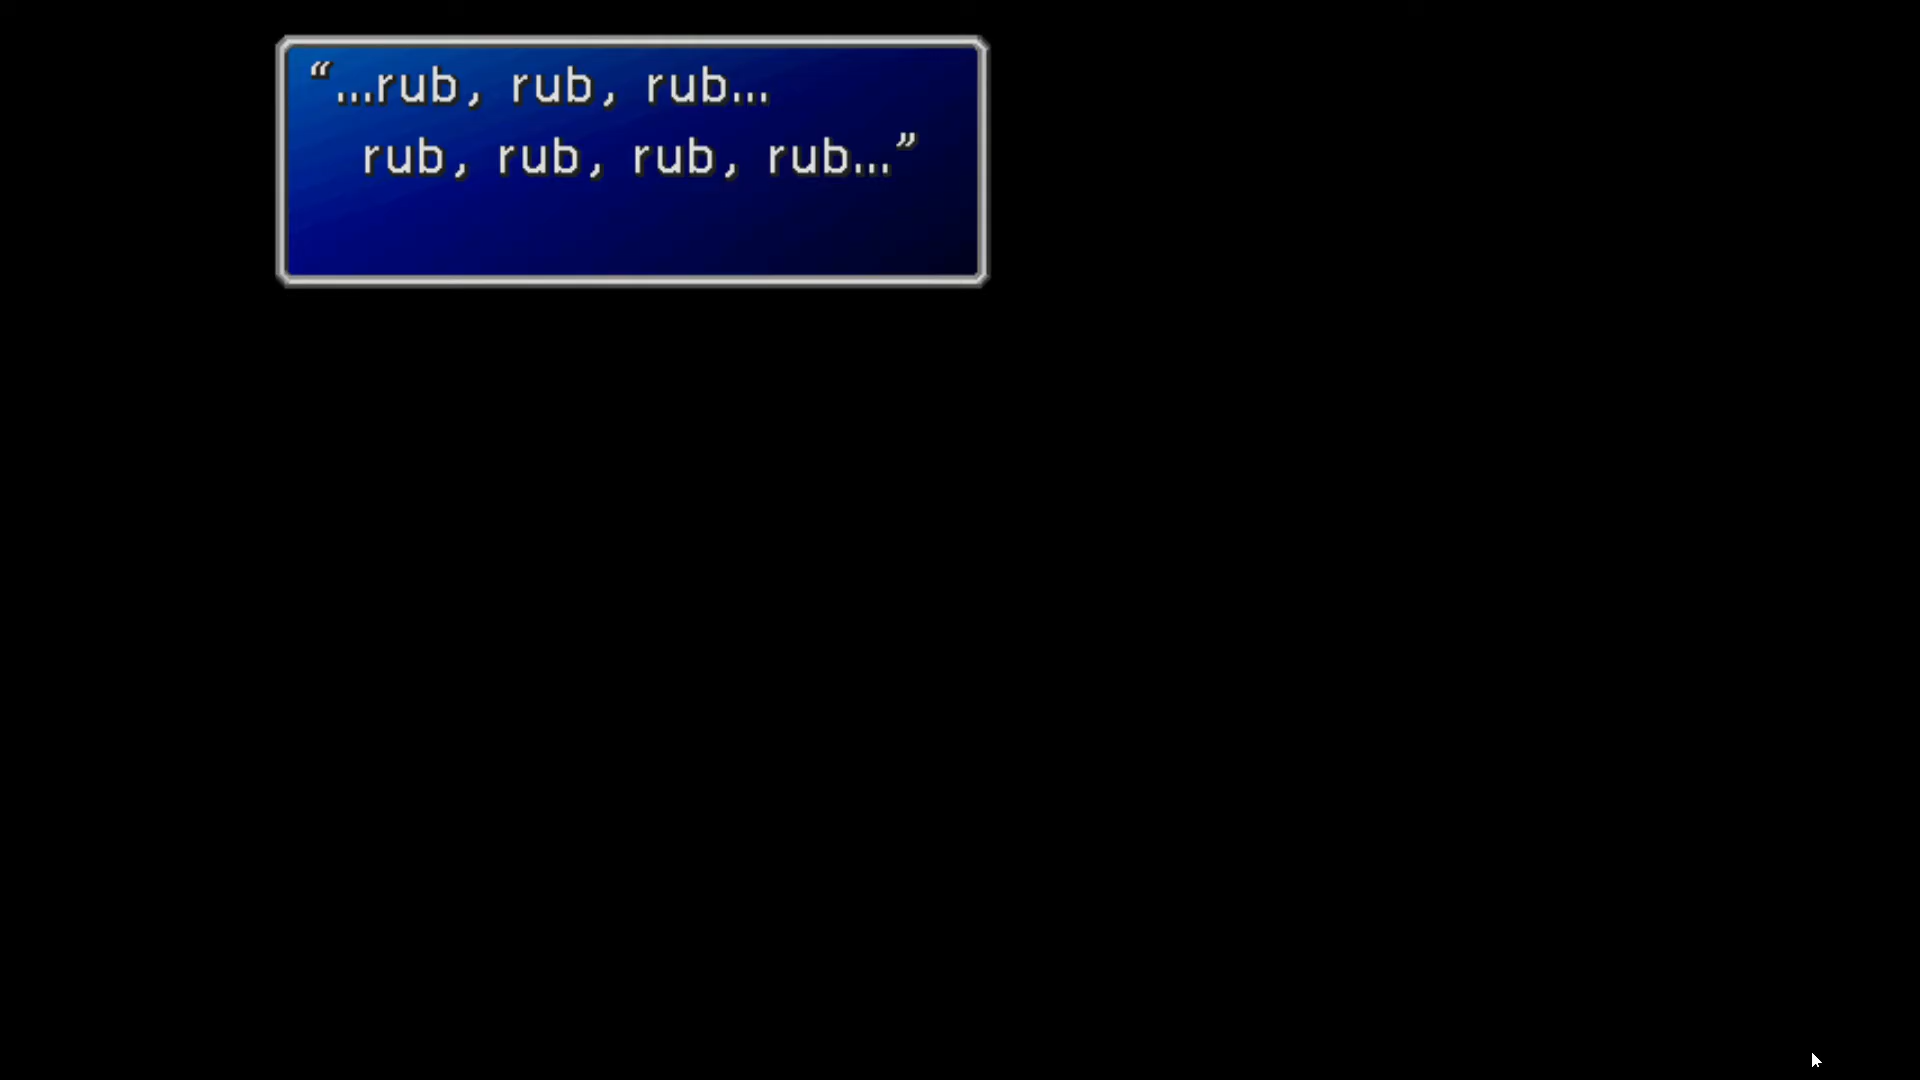 “…rub, rub, rub…
rub, rub, rub, rub…”